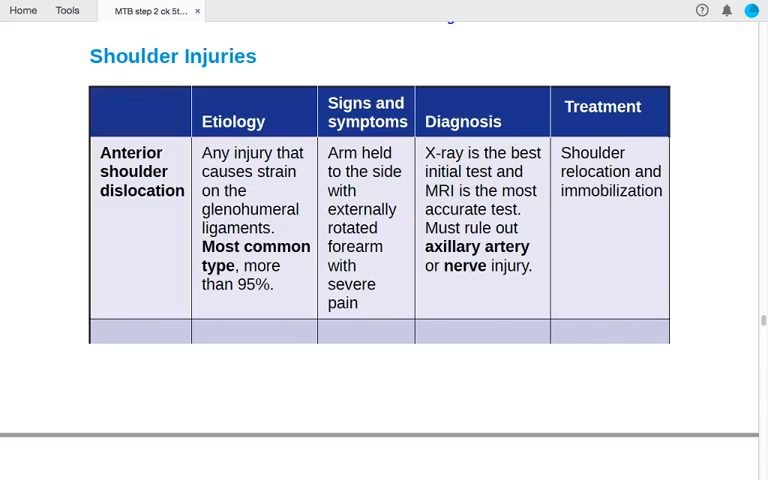 Home Tools MTB step 2 ck 5t... ×
Shoulder Injuries
Etiology
Signs and
symptoms
Diagnosis
Treatment
Anterior
shoulder
dislocation
Any injury that
causes strain
on the
glenohumeral
ligaments.
Most common
type, more
than 95%.
Arm held
to the side
with
externally
rotated
forearm
with
severe
pain
X-ray is the best
initial test and
MRI is the most
accurate test.
Must rule out
axillary artery
or nerve injury.
Shoulder
relocation and
immobilization